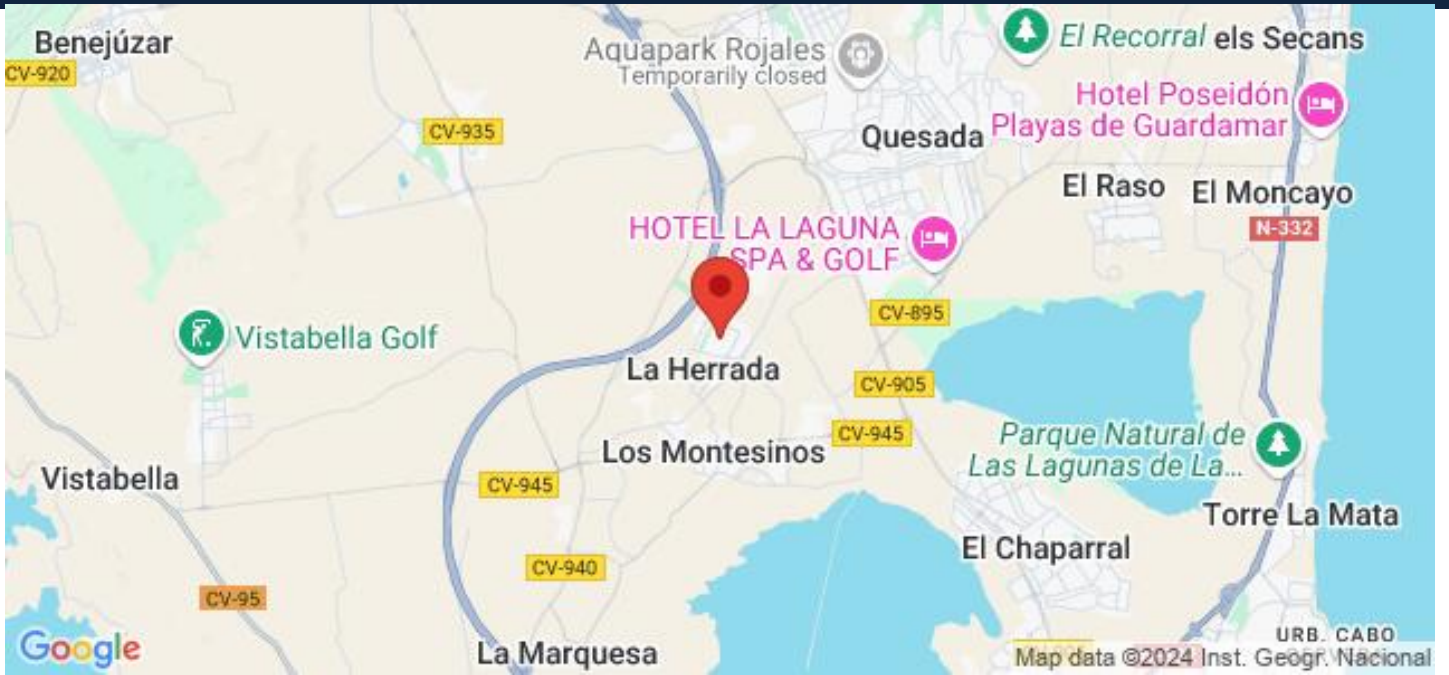 Benejúzar
CV-920
Aquapark Rojales
Temporarily closed
El Recorral
els Secans
Hotel Poseidón
Playas de Guardamar
CV-935
Quesada
El Raso
El Moncayo
N-332
HOTEL LA LAGUNA
SPA & GOLF
CV-895
Vistabella Golf
La Herrada
CV-905
CV-945
Los Montesinos
Parque Natural de
Las Lagunas de La...
Vistabella
CV-945
Torre La Mata
El Chaparral
CV-940
CV-95
Google
La Marquesa
URB. CABO
Map data ©2024 Inst. Geogr. Nacional